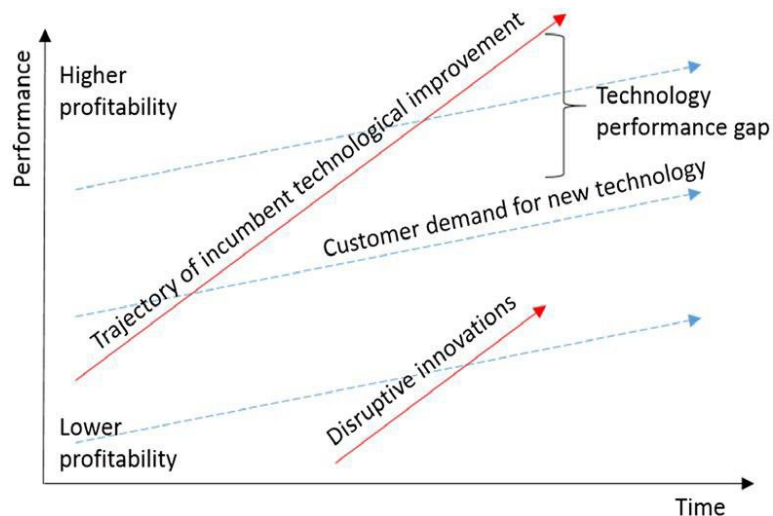 Performance
Higher
profitability
Trajectory of incumbent technological improvement
Technology
performance gap
Customer demand for new technology
Disruptive innovations
Lower
profitability
Time